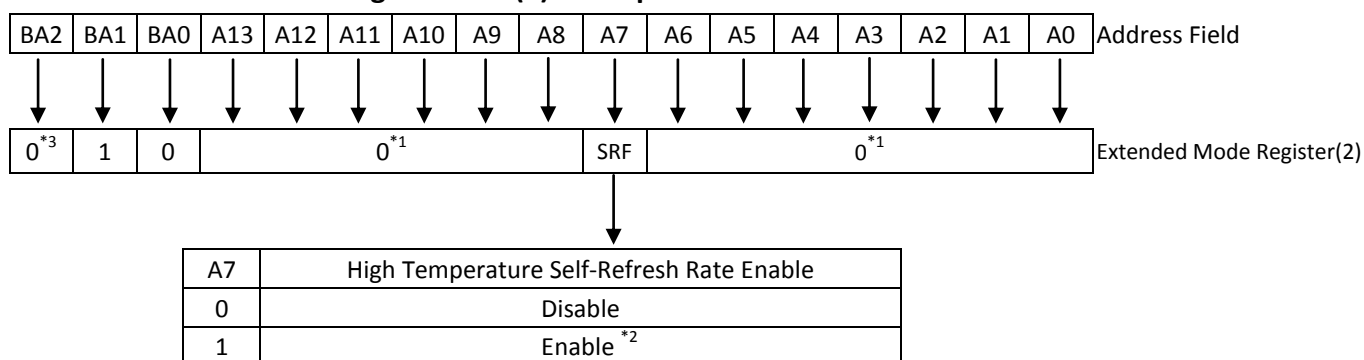 BA2 BA1 BA0 A13 A12 A11 A10 A9 A8 A7 A6 A5 A4 A3 A2 A1 A0 Address Field
0*3 1 0 0*1 SRF 0*1 Extended Mode Register(2)
A7 High Temperature Self-Refresh Rate Enable
0 Disable
1 Enable *2